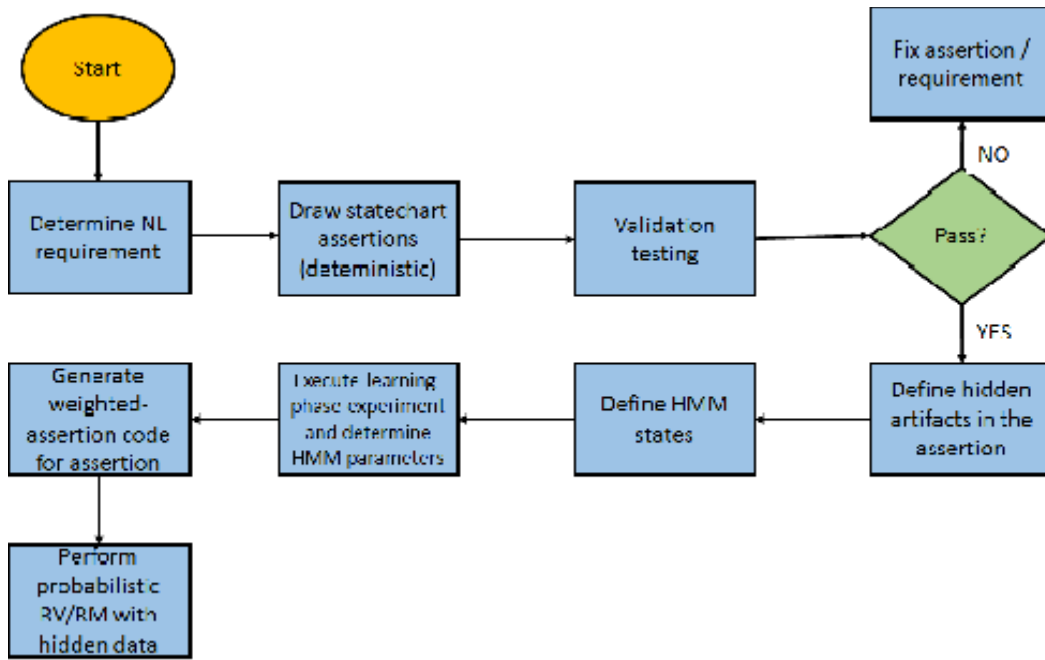 Start
Fix assertion /
requirement
NO
Determine NL
requirement
Draw statechart
assertions
(deteministic)
Validation
testing
Pass?
YES
Generate
weighted-
assertion code
for assertion
Execute learning
phase experiment
and determine
HMM parameters
Define HMM
states
Define hidden
artifacts in the
assertion
Perform
probabilistic
RV/RM with
hidden data